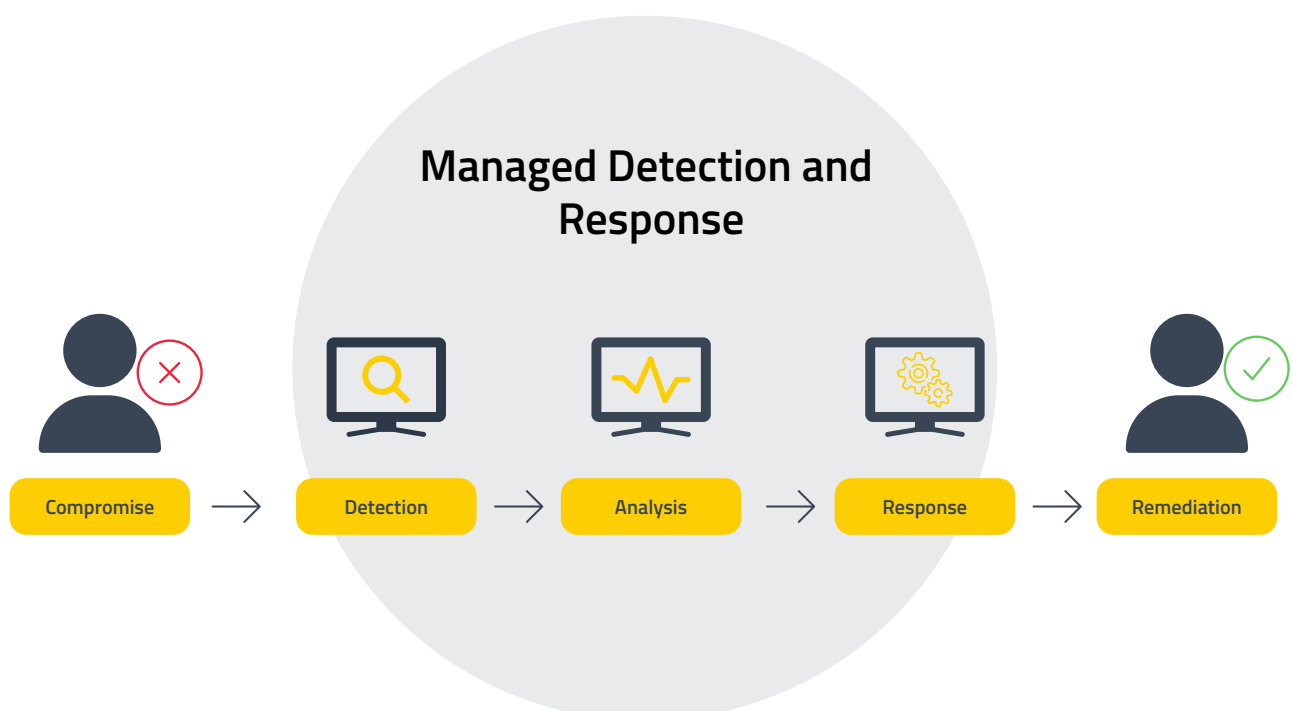 Managed Detection and
Response
Compromise
Detection
Analysis
Response
Remediation